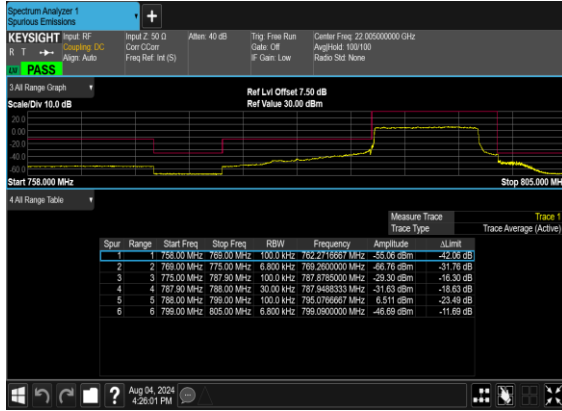 Spectrum Analyzer 1
Spurious Emissions
+
KEYSIGHT Input: RF Input Z: 50 Ω Atten: 40 dB Trig: Free Run Center Freq: 22.005000000 GHz
R T Coupling: DC Corr CCorr Gate: Off Avg|Hold: 100/100
Align: Auto Freq Ref: Int (S) IF Gain: Low Radio Std: None
PASS
3 All Range Graph
Ref Lvl Offset 7.50 dB
Scale/Div 10.0 dB Ref Value 30.00 dBm
20.0
0.00
-20.0
-40.0
-60.0
Start 758.000 MHz Stop 805.000 MH
4 All Range Table
Measure Trace Trace 1
Trace Type Trace Average (Active)
Spur Range Start Freq Stop Freq RBW Frequency Amplitude ΔLimit
1 1 758.00 MHz 769.00 MHz 100.0 kHz 762.2716667 MHz -55.06 dBm -42.06 dB
2 2 769.00 MHz 775.00 MHz 6.800 kHz 769.2600000 MHz -66.76 dBm -31.76 dB
3 3 775.00 MHz 787.90 MHz 100.0 kHz 787.8785000 MHz -29.30 dBm -16.30 dB
4 4 787.90 MHz 788.00 MHz 30.00 kHz 787.9488333 MHz -31.63 dBm -18.63 dB
5 5 788.00 MHz 799.00 MHz 100.0 kHz 795.0766667 MHz 6.511 dBm -23.49 dB
6 6 799.00 MHz 805.00 MHz 6.800 kHz 799.0900000 MHz -46.69 dBm -11.69 dB
? Aug 04, 2024
4:26:01 PM